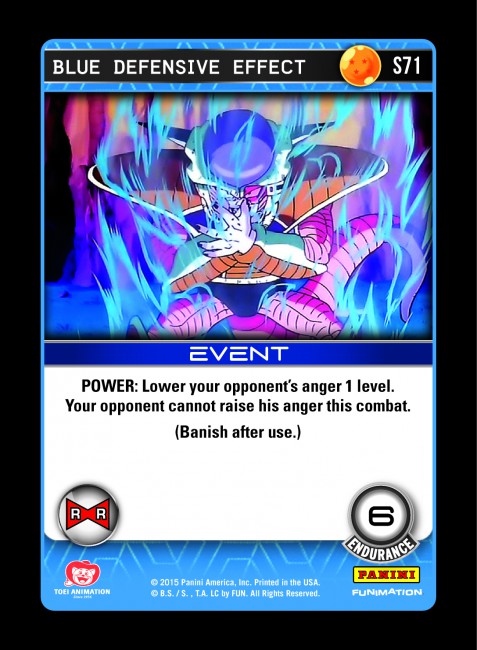 BLUE DEFENSIVE EFFECT S71
EVENT
POWER: Lower your opponent's anger 1 level.
Your opponent cannot raise his anger this combat.
(Banish after use.)
R R
6
ENDURANCE
PANINI
TOEI ANIMATION
© 2015 Panini America, Inc. Printed in the USA.
© B.S. / S. , T.A. LC by FUN. All Rights Reserved.
FUNIMATION